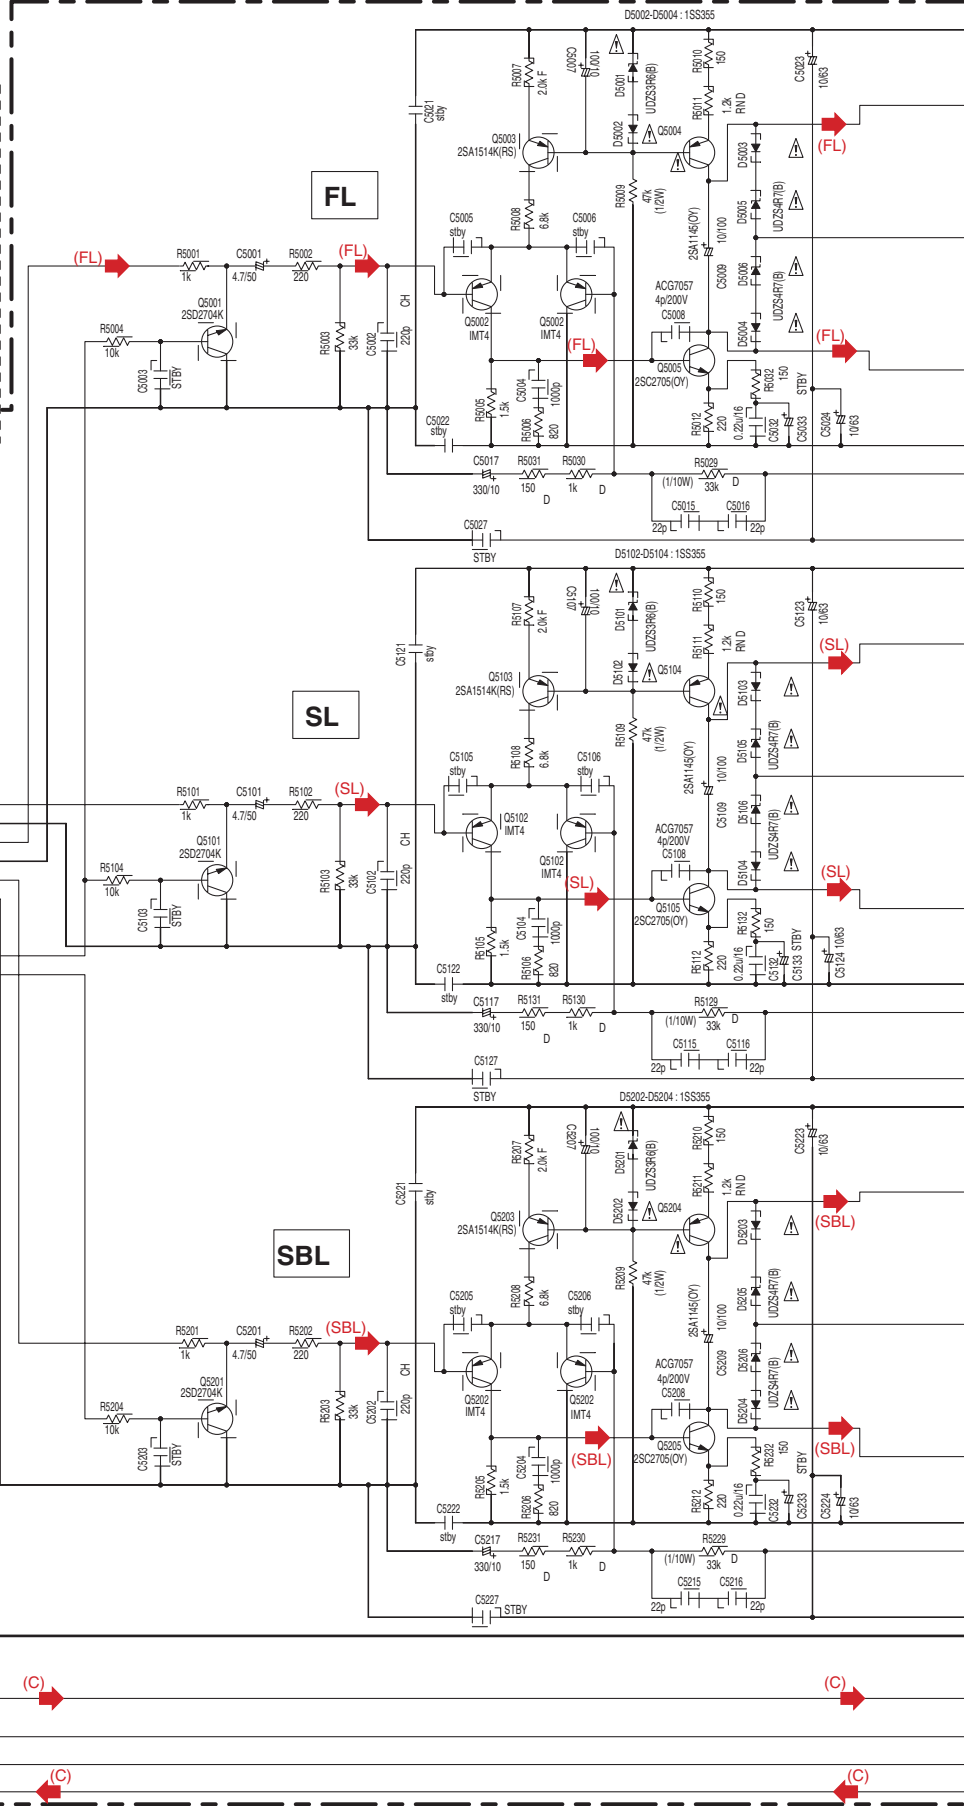 D5002-D5004 : 1SS355
R5007
2.0k F
C5007
100/10
D5001
UDZS3R6(B)
R5010
150
C5023
10/63
C5021
stby
R5011
1.2k
RND
Q5003
2SA1514K(RS)
D5002
Q5004
(FL)
D5003
FL
R5008
6.8k
R5009
47k
(1/2W)
C5005
stby
C5006
stby
2SA1145(OY)
10/100
C5009
D5005
UDZS4R7(B)
(FL)
R5001
1k
C5001
4.7/50
R5002
220
(FL)
D5006
UDZS4R7(B)
Q5001
2SD2704K
CH
Q5002
IMT4
Q5002
IMT4
ACG7057
4p/200V
C5008
D5004
R5004
10k
R5003
33k
C5002
220p
(FL)
(FL)
C5003
STBY
R5005
1.5k
C5004
1000p
Q5005
2SC2705(OY)
R5032
150
STBY
C5022
stby
R5006
820
R5012
220
0.22u/16
C5032
C5033
C5024
10/63
C5017
330/10
R5031
150
D
R5030
1k
D
R5029
(1/10W)
33k
D
C5015
22p
C5016
22p
C5027
STBY
D5102-D5104 : 1SS355
R5107
2.0k F
C5107
100/10
D5101
UDZS3R6(B)
R5110
150
C5123
10/63
C5121
stby
R5111
1.2k
RND
(SL)
Q5103
2SA1514K(RS)
D5102
Q5104
D5103
SL
R5108
6.8k
R5109
47k
(1/2W)
C5105
stby
C5106
stby
2SA1145(OY)
10/100
C5109
D5105
UDZS4R7(B)
R5101
1k
C5101
4.7/50
R5102
220
(SL)
D5106
UDZS4R7(B)
Q5101
2SD2704K
CH
Q5102
IMT4
Q5102
IMT4
ACG7057
4p/200V
C5108
D5104
R5104
10k
R5103
33k
C5102
220p
(SL)
(SL)
C5103
STBY
R5105
1.5k
C5104
1000p
Q5105
2SC2705(OY)
R5132
150
C5122
stby
R5106
820
R5112
220
0.22u/16
C5132
C5133 STBY
C5124 10/63
C5117
330/10
R5131
150
D
R5130
1k
D
R5129
(1/10W)
33k
D
C5115
22p
C5116
22p
C5127
STBY
D5202-D5204 : 1SS355
R5207
2.0k F
C5207
100/10
D5201
UDZS3R6(B)
R5210
150
C5223
10/63
C5221
stby
R5211
1.2k
RND
Q5203
2SA1514K(RS)
D5202
Q5204
(SBL)
D5203
SBL
R5208
6.8k
R5209
47k
(1/2W)
C5205
stby
C5206
stby
2SA1145(OY)
10/100
C5209
D5205
UDZS4R7(B)
R5201
1k
C5201
4.7/50
R5202
220
(SBL)
D5206
UDZS4R7(B)
Q5201
2SD2704K
CH
Q5202
IMT4
Q5202
IMT4
ACG7057
4p/200V
C5208
D5204
R5204
10k
R5203
33k
C5202
220p
(SBL)
(SBL)
C5203
STBY
R5205
1.5k
C5204
1000p
Q5205
2SC2705(OY)
R5232
150
STBY
C5222
stby
R5206
820
R5212
220
0.22u/16
C5232
C5233
C5224
10/63
C5217
330/10
R5231
150
D
R5230
1k
D
R5229
(1/10W)
33k
D
C5215
22p
C5216
22p
C5227
STBY
(C)
(C)
(C)
(C)